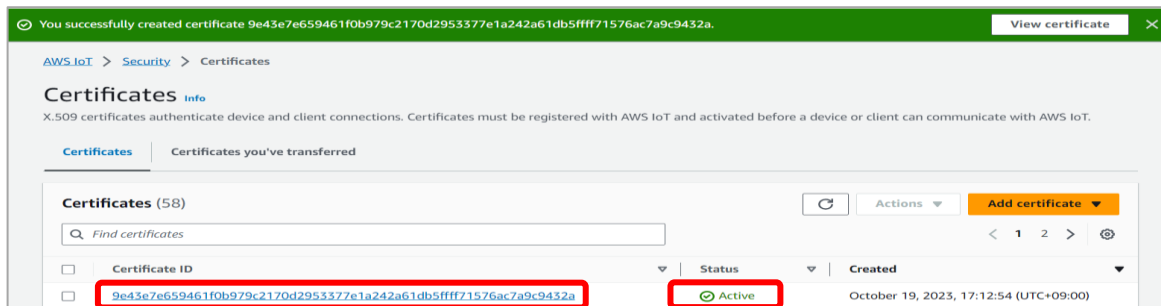 You successfully created certificate 9e43e7e659461f0b979c2170d2953377e1a242a61db5ffff71576ac7a9c9432a. View certificate
AWS IoT > Security > Certificates
Certificates Info
X.509 certificates authenticate device and client connections. Certificates must be registered with AWS IoT and activated before a device or client can communicate with AWS IoT.
Certificates Certificates you've transferred
Certificates (58) Actions Add certificate
Find certificates < 1 2 >
Certificate ID Status Created
9e43e7e659461f0b979c2170d2953377e1a242a61db5ffff71576ac7a9c9432a Active October 19, 2023, 17:12:54 (UTC+09:00)